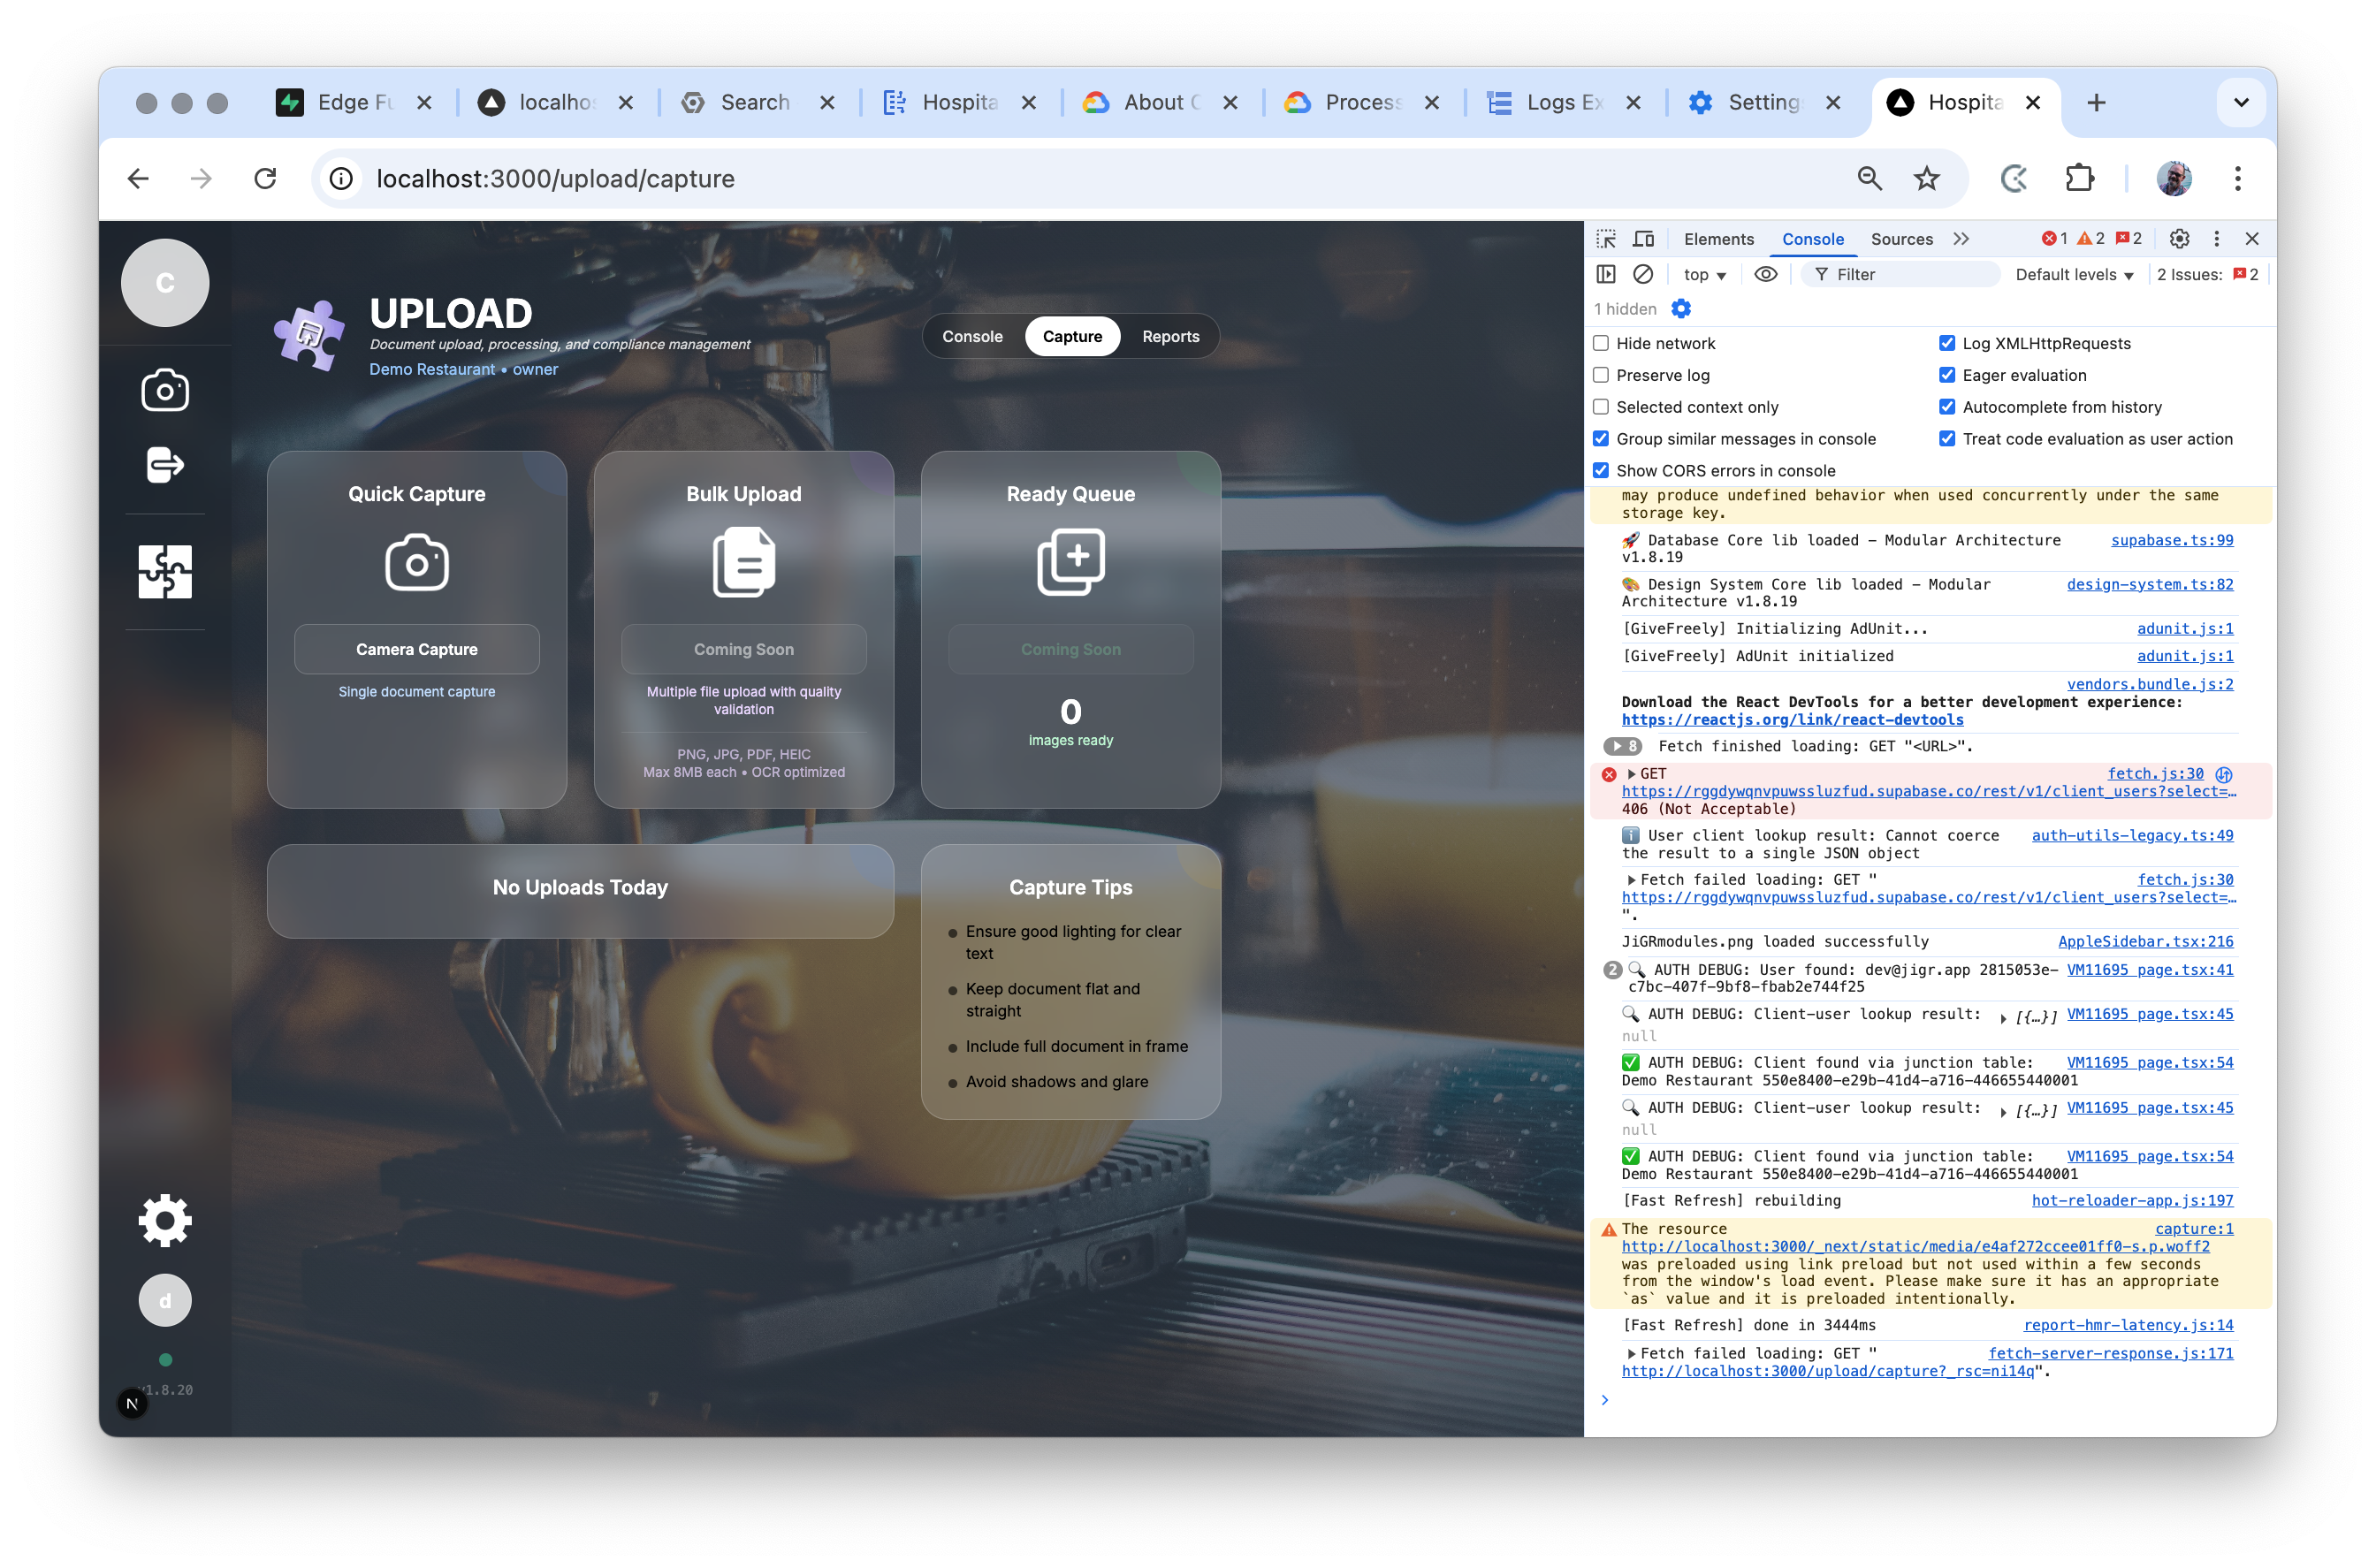 Edge Fu
localhos
Search
Hospita
About C
Process
Logs Ex
Setting
Hospita
localhost:3000/upload/capture
C
UPLOAD
Document upload, processing, and compliance management
Demo Restaurant • owner
Console
Capture
Reports
Quick Capture
Camera Capture
Single document capture
Bulk Upload
Coming Soon
Multiple file upload with quality
validation
PNG, JPG, PDF, HEIC
Max 8MB each • OCR optimized
Ready Queue
Coming Soon
0
images ready
No Uploads Today
Capture Tips
Ensure good lighting for clear
text
Keep document flat and
straight
Include full document in frame
Avoid shadows and glare
d
v1.8.20
N
Elements
Console
Sources
1
2
2
top
Filter
Default levels
2 Issues:
2
1 hidden
Hide network
Log XMLHttpRequests
Preserve log
Eager evaluation
Selected context only
Autocomplete from history
Group similar messages in console
Treat code evaluation as user action
Show CORS errors in console
may produce undefined behavior when used concurrently under the same
storage key.
🚀 Database Core lib loaded – Modular Architecture supabase.ts:99
v1.8.19
🎨 Design System Core lib loaded – Modular design-system.ts:82
Architecture v1.8.19
[GiveFreely] Initializing AdUnit... adunit.js:1
[GiveFreely] AdUnit initialized adunit.js:1
vendors.bundle.js:2
Download the React DevTools for a better development experience:
https://reactjs.org/link/react-devtools
8 Fetch finished loading: GET "<URL>".
GET fetch.js:30
https://rggdywqnvpuwssluzfud.supabase.co/rest/v1/client_users?select=…
406 (Not Acceptable)
ℹ️ User client lookup result: Cannot coerce auth-utils-legacy.ts:49
the result to a single JSON object
Fetch failed loading: GET " fetch.js:30
https://rggdywqnvpuwssluzfud.supabase.co/rest/v1/client_users?select=…
".
JiGRmodules.png loaded successfully AppleSidebar.tsx:216
2 🔍 AUTH DEBUG: User found: dev@jigr.app 2815053e- VM11695 page.tsx:41
c7bc-407f-9bf8-fbab2e744f25
🔍 AUTH DEBUG: Client-user lookup result: [{…}] VM11695 page.tsx:45
null
✅ AUTH DEBUG: Client found via junction table: VM11695 page.tsx:54
Demo Restaurant 550e8400-e29b-41d4-a716-446655440001
🔍 AUTH DEBUG: Client-user lookup result: [{…}] VM11695 page.tsx:45
null
✅ AUTH DEBUG: Client found via junction table: VM11695 page.tsx:54
Demo Restaurant 550e8400-e29b-41d4-a716-446655440001
[Fast Refresh] rebuilding hot-reloader-app.js:197
The resource capture:1
http://localhost:3000/_next/static/media/e4af272ccee01ff0-s.p.woff2
was preloaded using link preload but not used within a few seconds
from the window's load event. Please make sure it has an appropriate
`as` value and it is preloaded intentionally.
[Fast Refresh] done in 3444ms report-hmr-latency.js:14
Fetch failed loading: GET " fetch-server-response.js:171
http://localhost:3000/upload/capture?_rsc=ni14q".